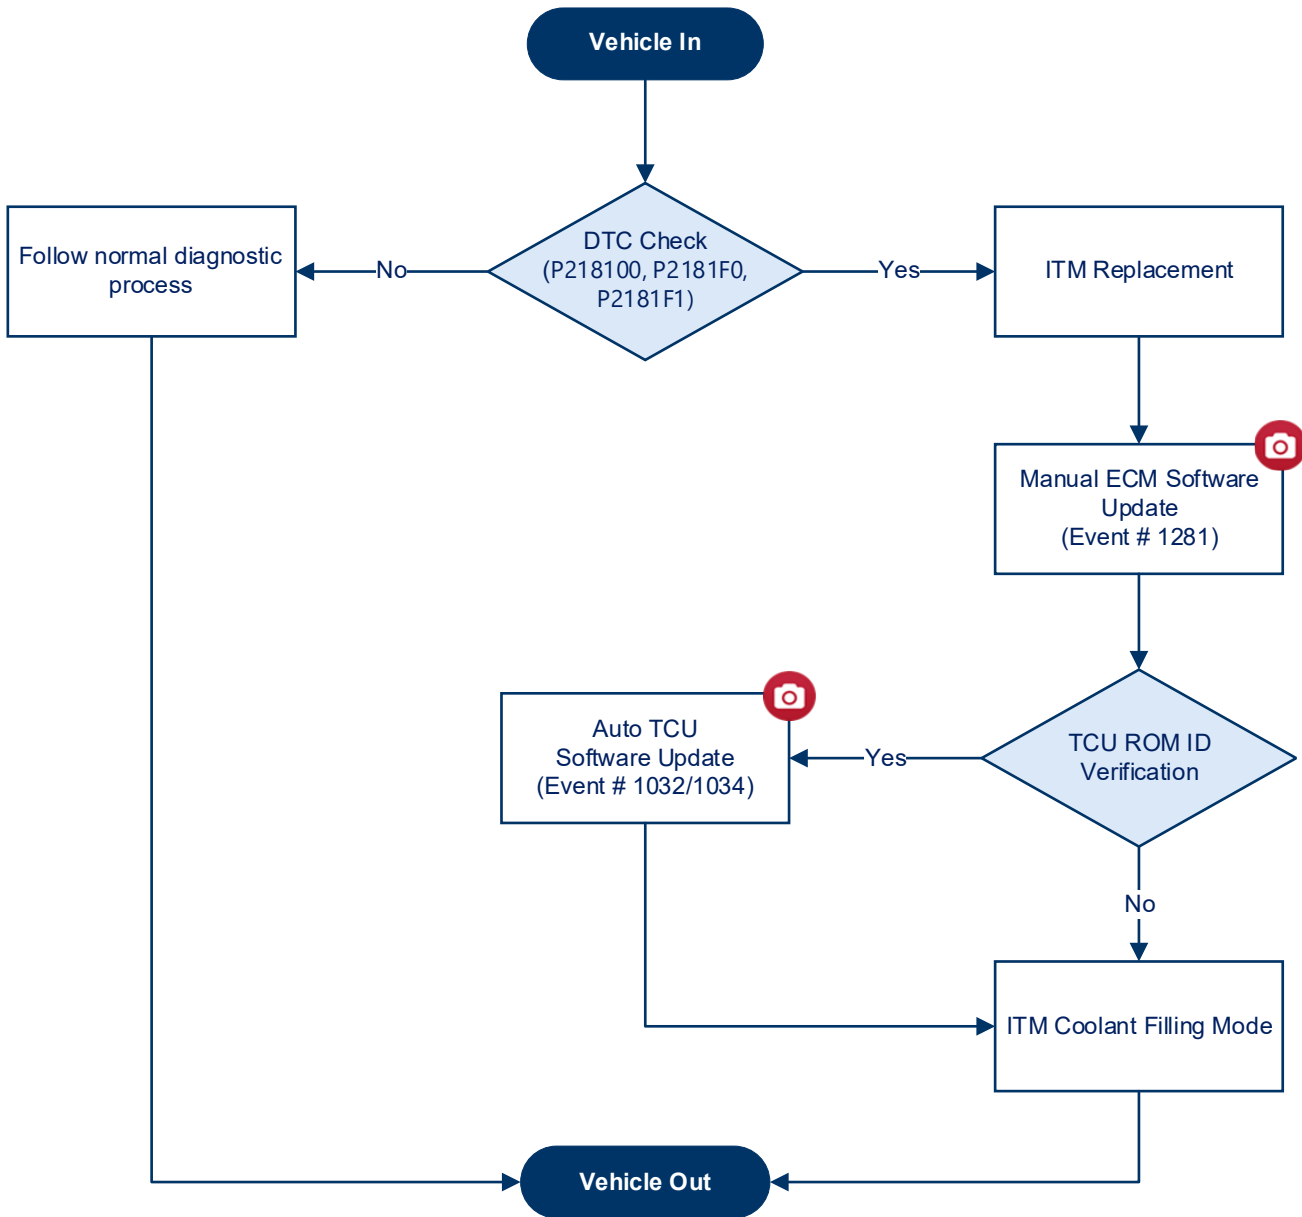 Vehicle In
DTC Check
(P218100, P2181F0,
P2181F1)
No
Yes
Follow normal diagnostic
process
ITM Replacement
Manual ECM Software
Update
(Event # 1281)
TCU ROM ID
Verification
Yes
No
Auto TCU
Software Update
(Event # 1032/1034)
ITM Coolant Filling Mode
Vehicle Out